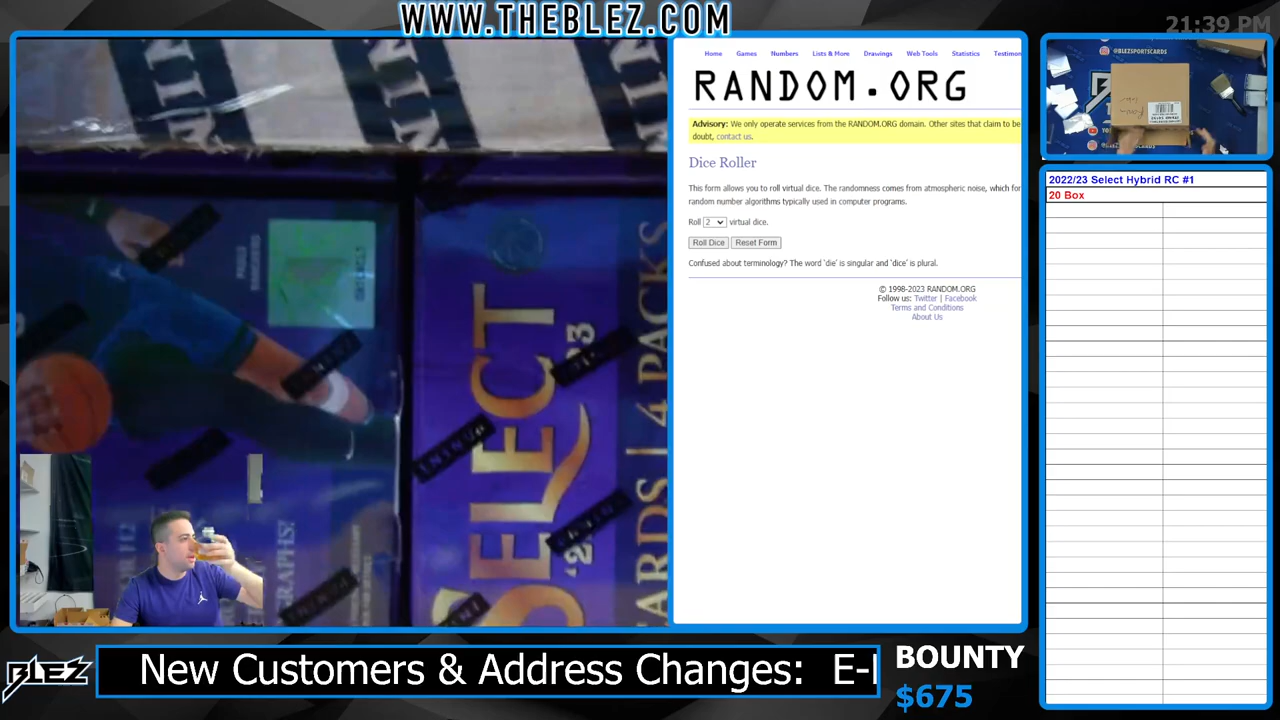 WWW.THEBLEZ.COM
21:39 PM
Home Games Numbers Lists & More Drawings Web Tools Statistics Testimon
RANDOM.ORG
Advisory: We only operate services from the RANDOM.ORG domain. Other sites that claim to be
doubt, contact us.
Dice Roller
This form allows you to roll virtual dice. The randomness comes from atmospheric noise, which for
random number algorithms typically used in computer programs.
Roll 2 virtual dice.
Roll Dice Reset Form
Confused about terminology? The word 'die' is singular and 'dice' is plural.
© 1998-2023 RANDOM.ORG
Follow us: Twitter | Facebook
Terms and Conditions
About Us
@BLEZSPORTSCARDS
2022/23 Select Hybrid RC #1
20 Box
SELECT
ARDS | 4 PACKS
GRAPHS!
BLEZ
New Customers & Address Changes: E-
BOUNTY
$675